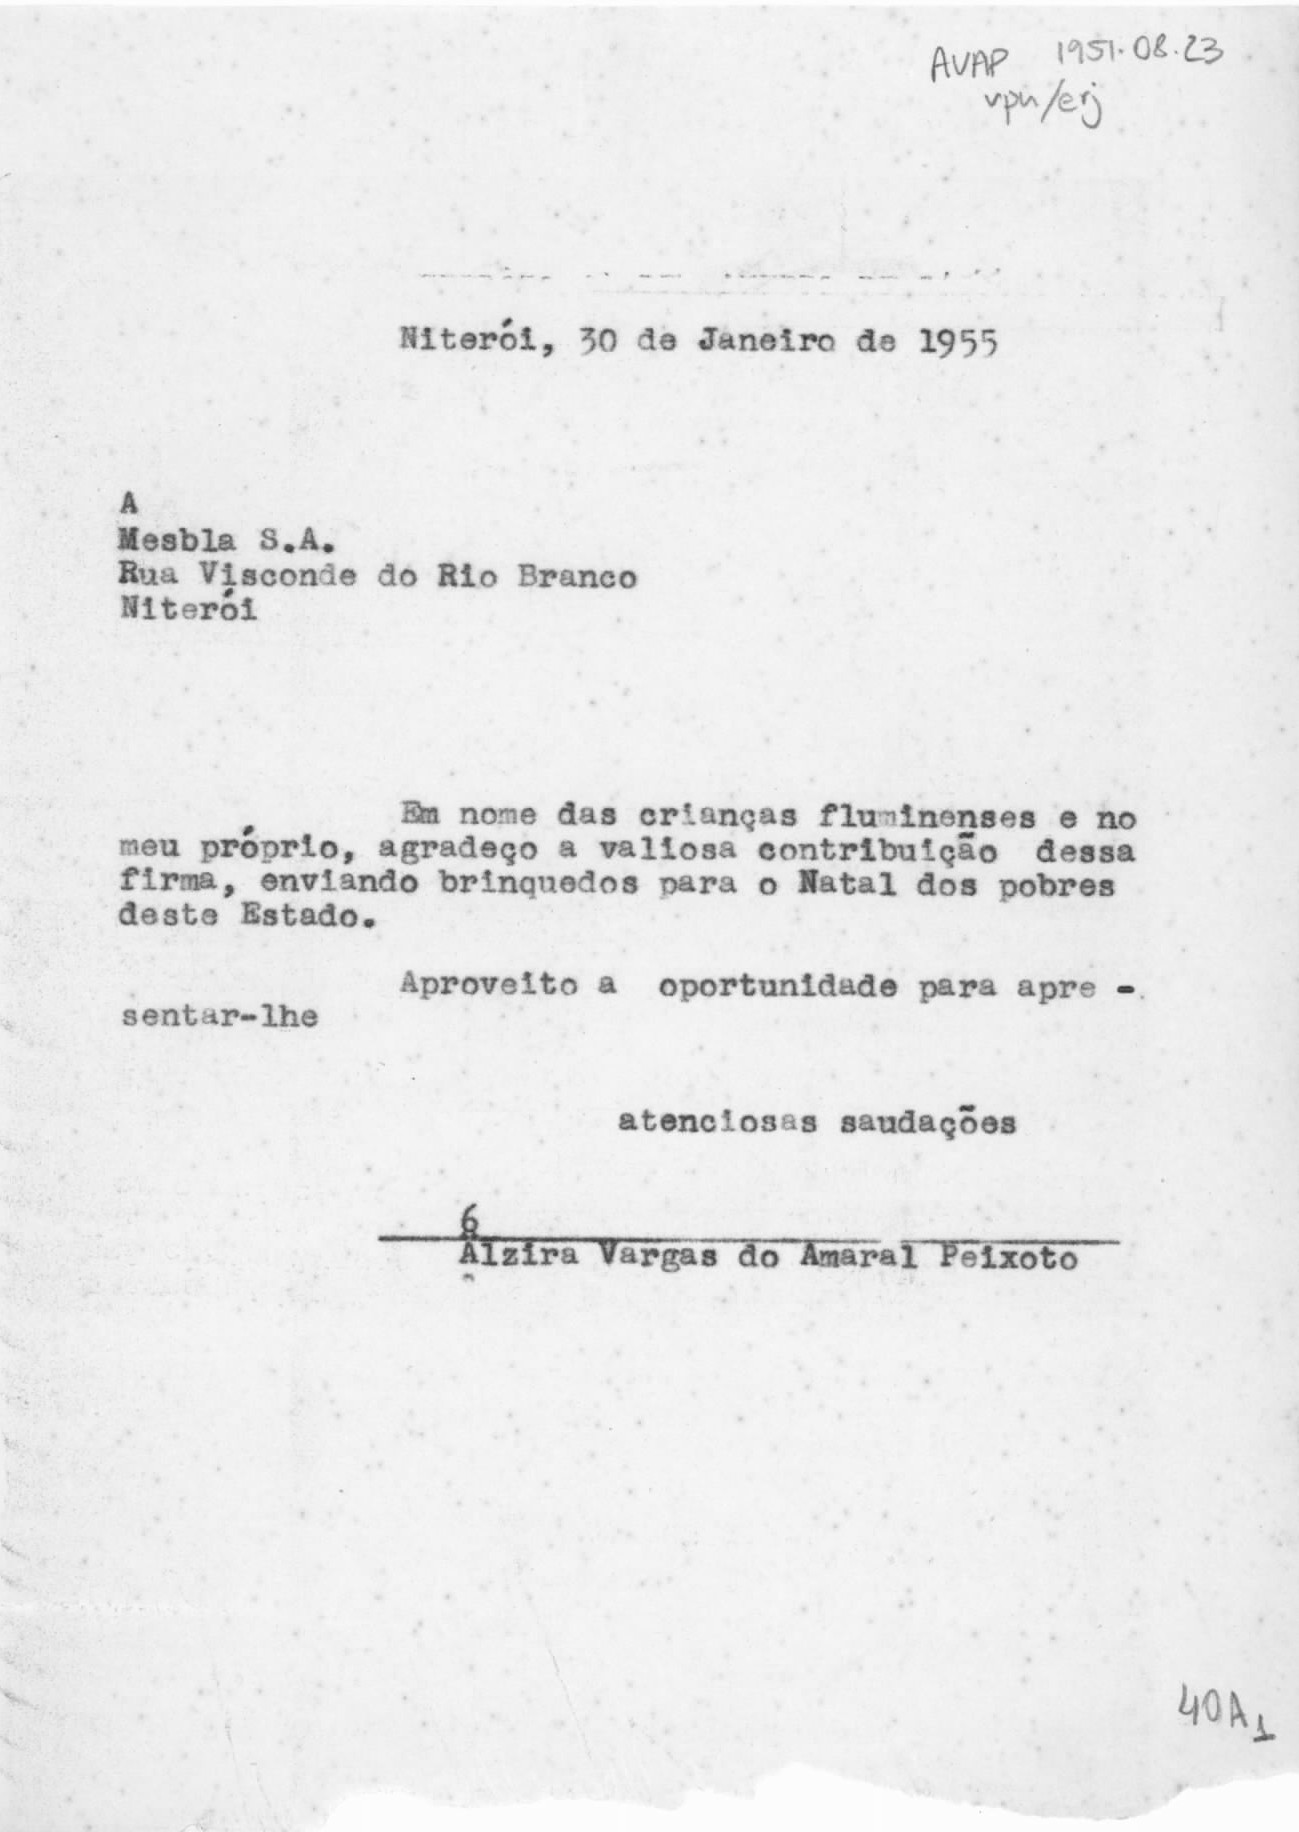 AVAP 1951.08.23
vpu/erj
Niterói, 30 de Janeiro de 1955
A
Mesbla S.A.
Rua Visconde do Rio Branco
Niterói
Em nome das crianças fluminenses e no
meu próprio, agradeço a valiosa contribuição dessa
firma, enviando brinquedos para o Natal dos pobres
deste Estado.
Aproveito a oportunidade para apre -
sentar-lhe
atenciosas saudações
6
Alzira Vargas do Amaral Peixoto
40A1